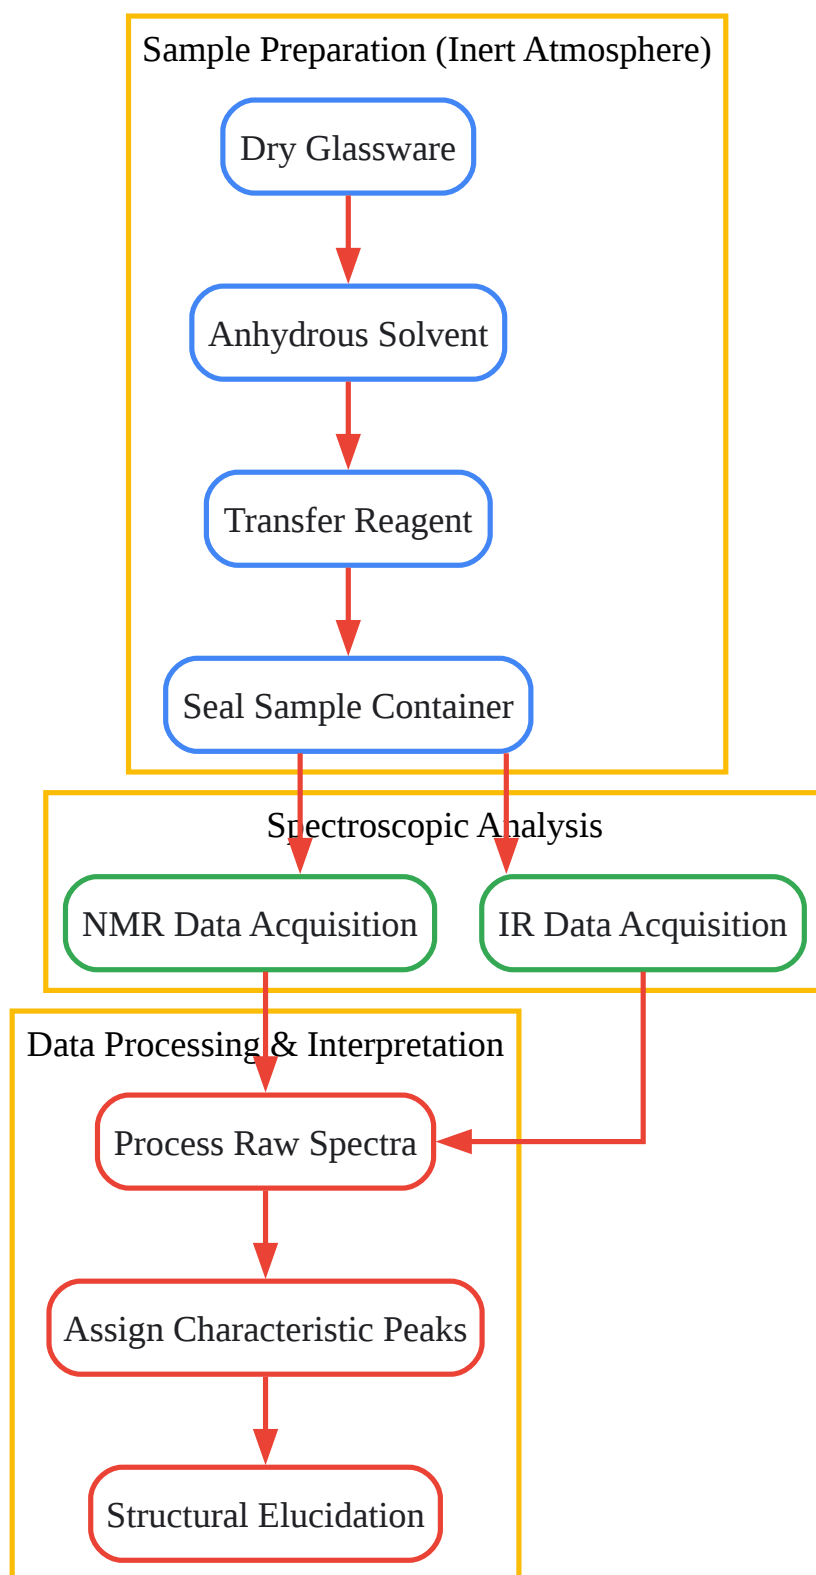 Sample Preparation (Inert Atmosphere)
Dry Glassware
Anhydrous Solvent
Transfer Reagent
Seal Sample Container
Spectroscopic Analysis
NMR Data Acquisition
IR Data Acquisition
Data Processing & Interpretation
Process Raw Spectra
Assign Characteristic Peaks
Structural Elucidation